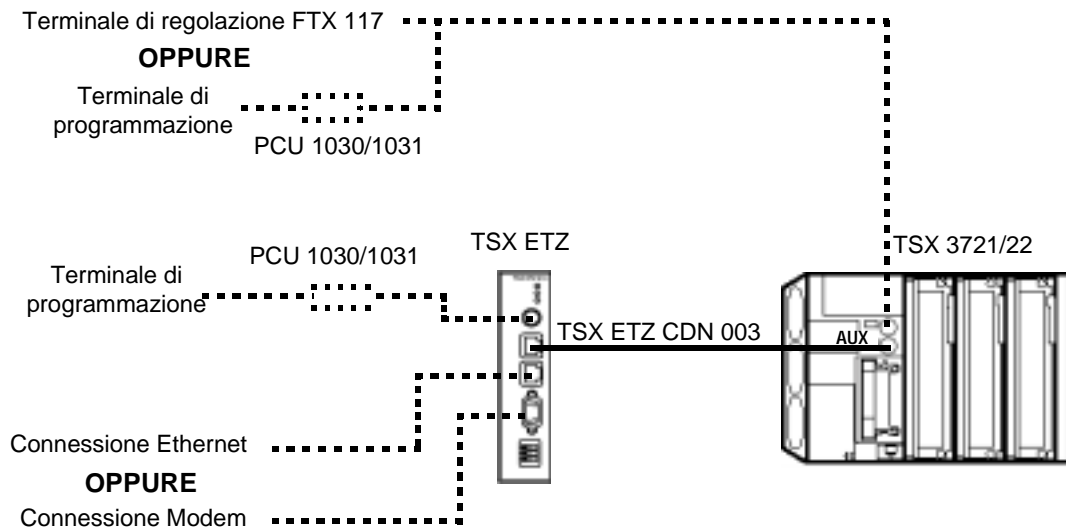 Terminale di regolazione FTX 117
OPPURE
Terminale di
programmazione
PCU 1030/1031
TSX ETZ
TSX 3721/22
PCU 1030/1031
Terminale di
programmazione
TSX ETZ CDN 003
AUX
Connessione Ethernet
OPPURE
Connessione Modem